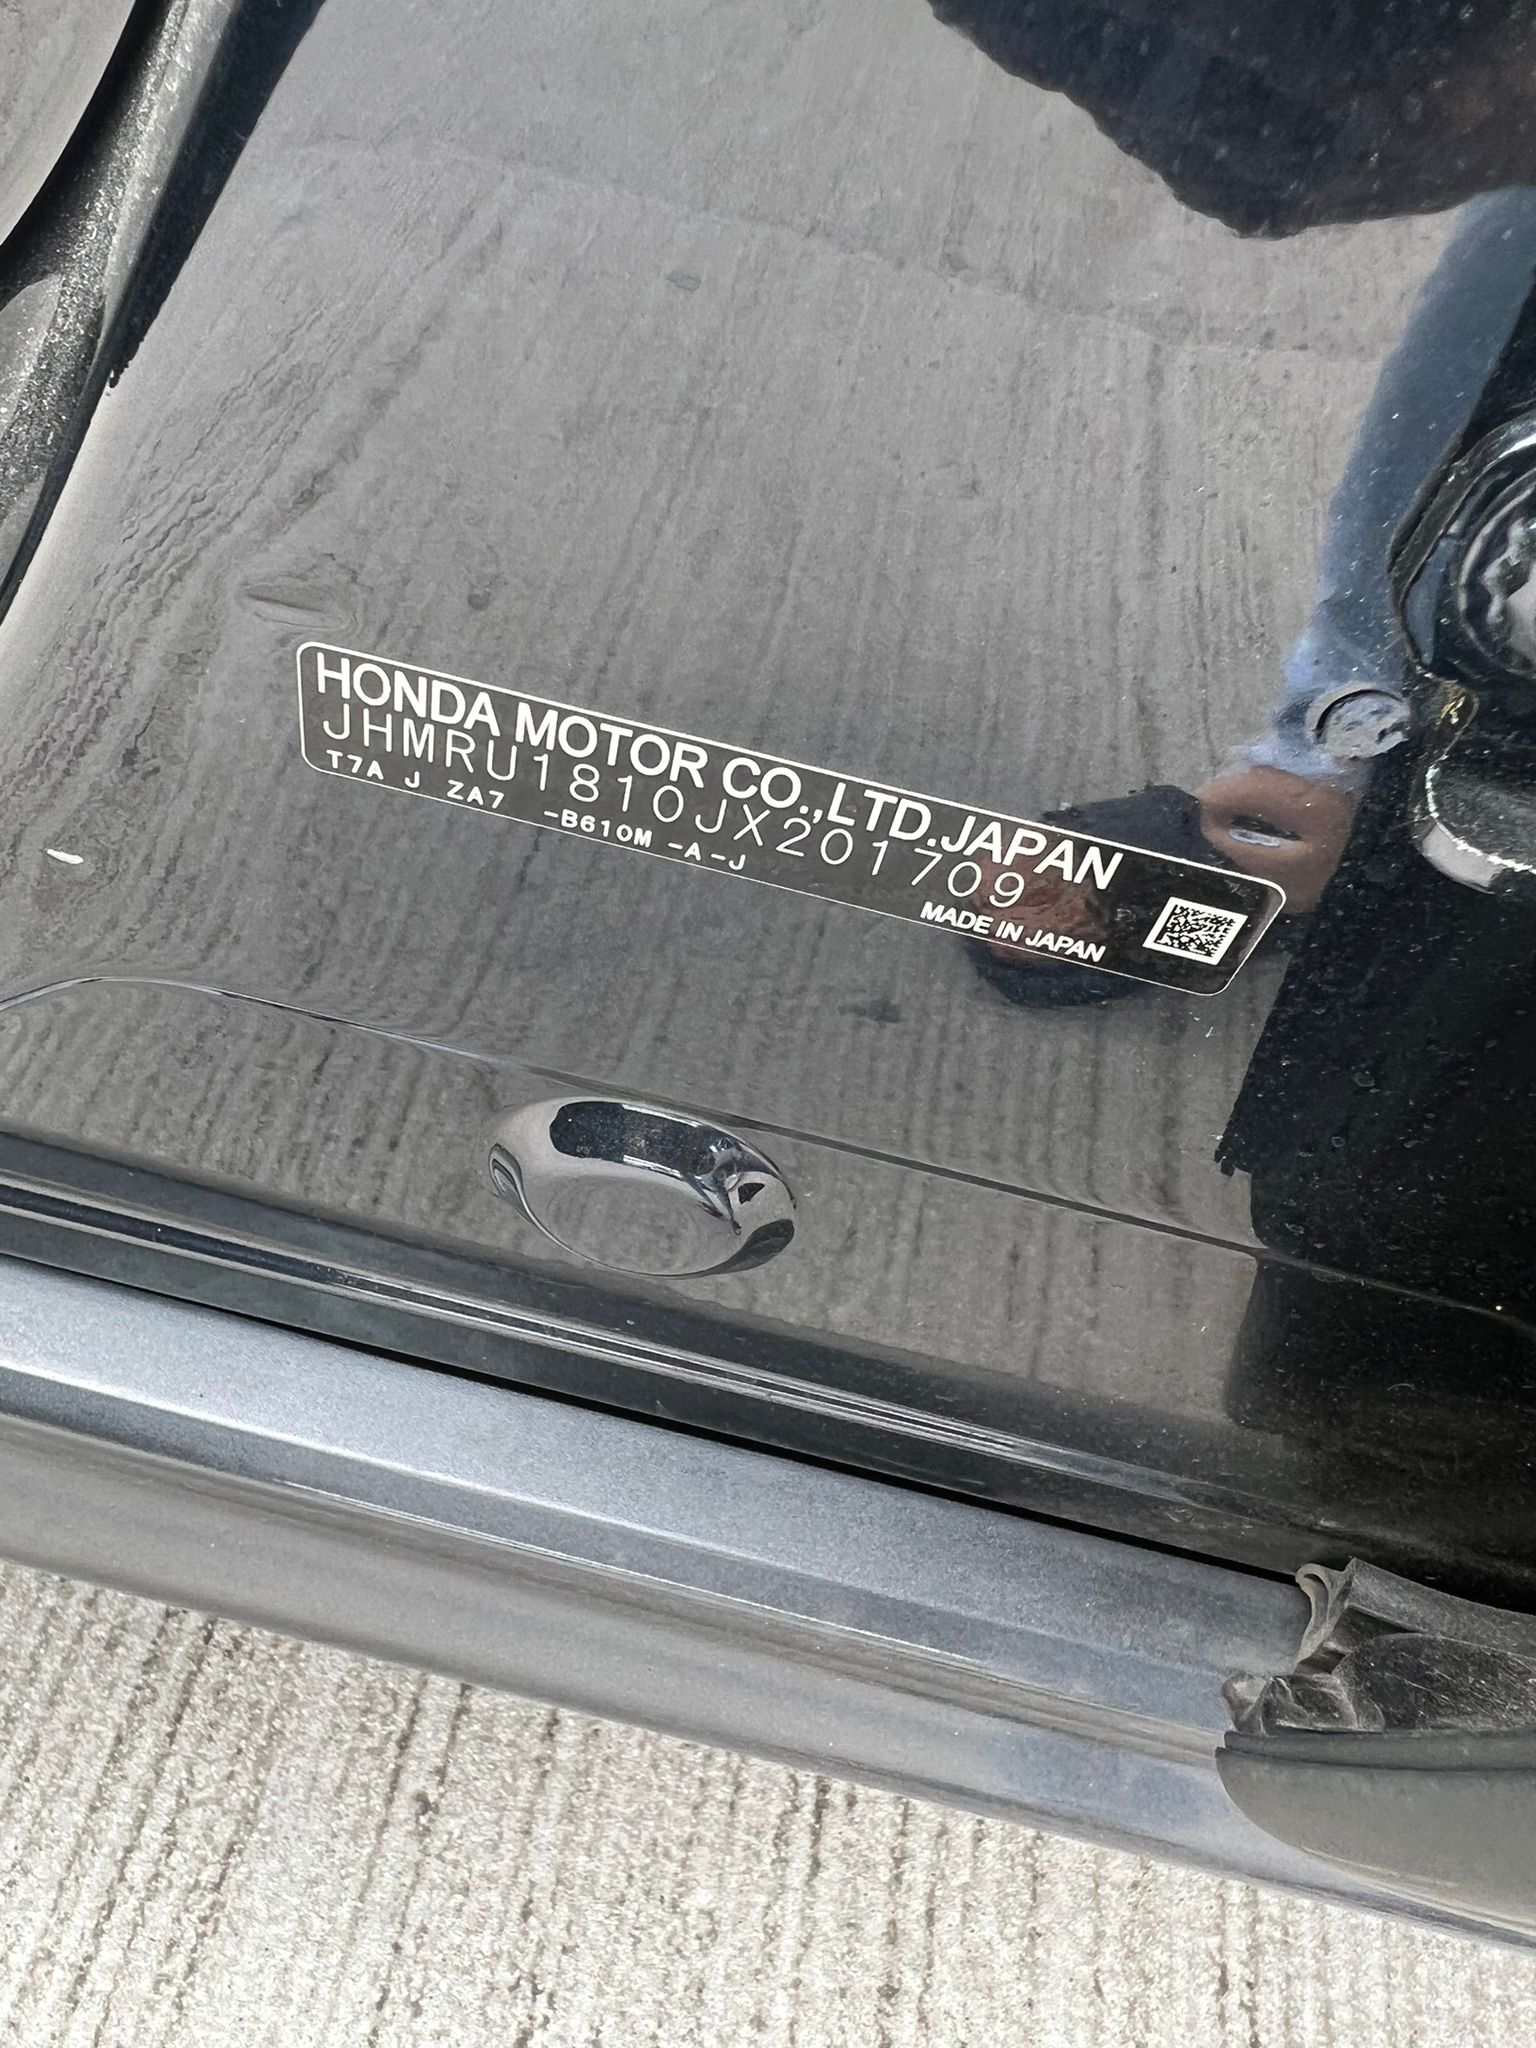 HONDA MOTOR CO.,LTD.JAPAN
JHMRU1810JX201709
T7A J ZA7 -B610M -A-J
MADE IN JAPAN